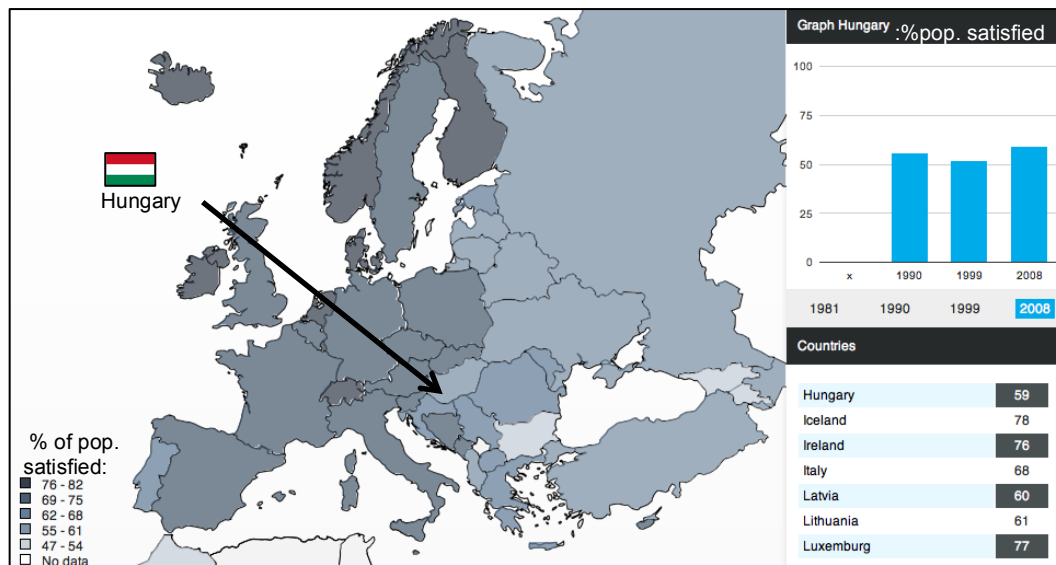 Hungary
% of pop.
satisfied:
76 - 82
69 - 75
62 - 68
55 - 61
47 - 54
No data
Graph Hungary :%pop. satisfied
100
75
50
25
0
x 1990 1999 2008
1981 1990 1999 2008
Countries
Hungary 59
Iceland 78
Ireland 76
Italy 68
Latvia 60
Lithuania 61
Luxemburg 77